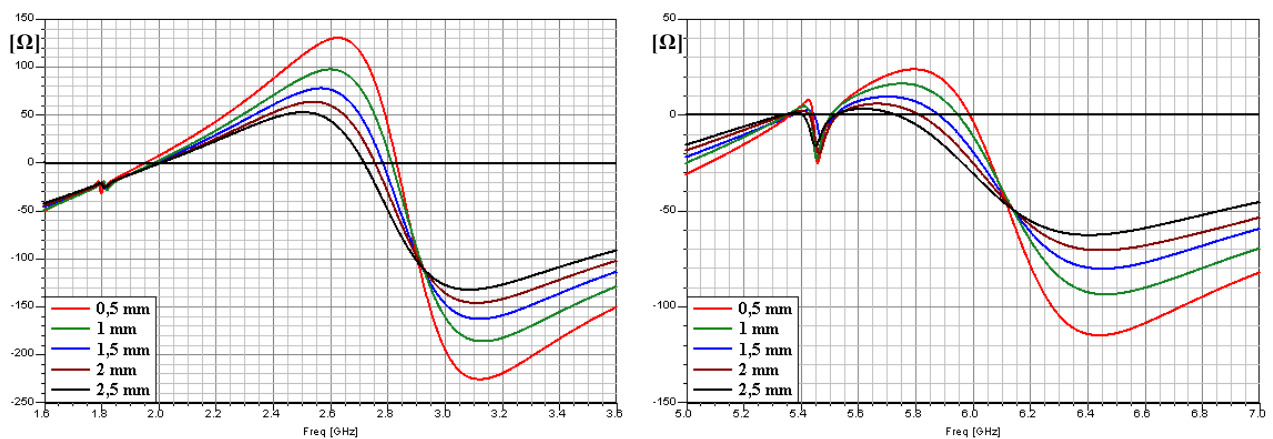 150
[Ω]
100
50
0
-50
-100
-150
-200
-250
0,5 mm
1 mm
1,5 mm
2 mm
2,5 mm
1.6 1.8 2.0 2.2 2.4 2.6 2.8 3.0 3.2 3.4 3.6
Freq [GHz]
50
[Ω]
0
-50
-100
-150
0,5 mm
1 mm
1,5 mm
2 mm
2,5 mm
5.0 5.2 5.4 5.6 5.8 6.0 6.2 6.4 6.6 6.8 7.0
Freq [GHz]